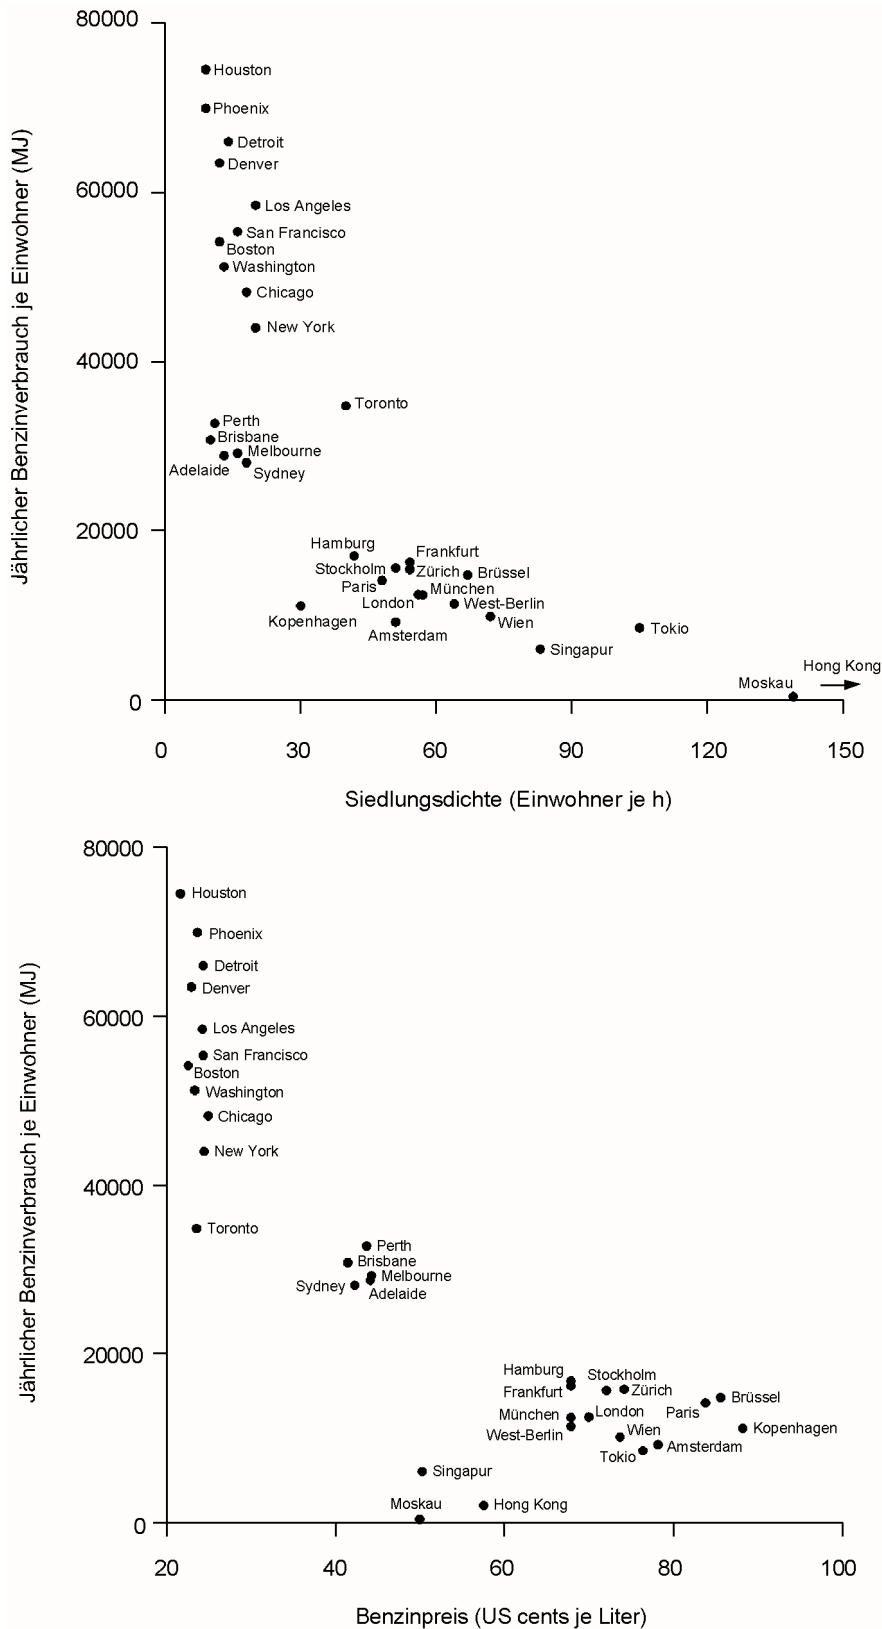 80000
Houston
Phoenix
Detroit
Denver
60000
Los Angeles
San Francisco
Boston
Washington
Chicago
New York
40000
Toronto
Perth
Brisbane
Melbourne
Adelaide
Sydney
20000
Hamburg
Frankfurt
Stockholm
Zürich
Brüssel
Paris
München
London
West-Berlin
Kopenhagen
Wien
Amsterdam
Tokio
Singapur
Hong Kong
Moskau
0
0
30
60
90
120
150
Jährlicher Benzinverbrauch je Einwohner (MJ)
Siedlungsdichte (Einwohner je h)
80000
Houston
Phoenix
Detroit
Denver
60000
Los Angeles
San Francisco
Boston
Washington
Chicago
New York
40000
Toronto
Perth
Brisbane
Melbourne
Sydney
Adelaide
20000
Hamburg
Stockholm
Frankfurt
Zürich
Brüssel
Paris
München
London
West-Berlin
Wien
Kopenhagen
Amsterdam
Tokio
Singapur
Moskau
Hong Kong
0
20
40
60
80
100
Jährlicher Benzinverbrauch je Einwohner (MJ)
Benzinpreis (US cents je Liter)